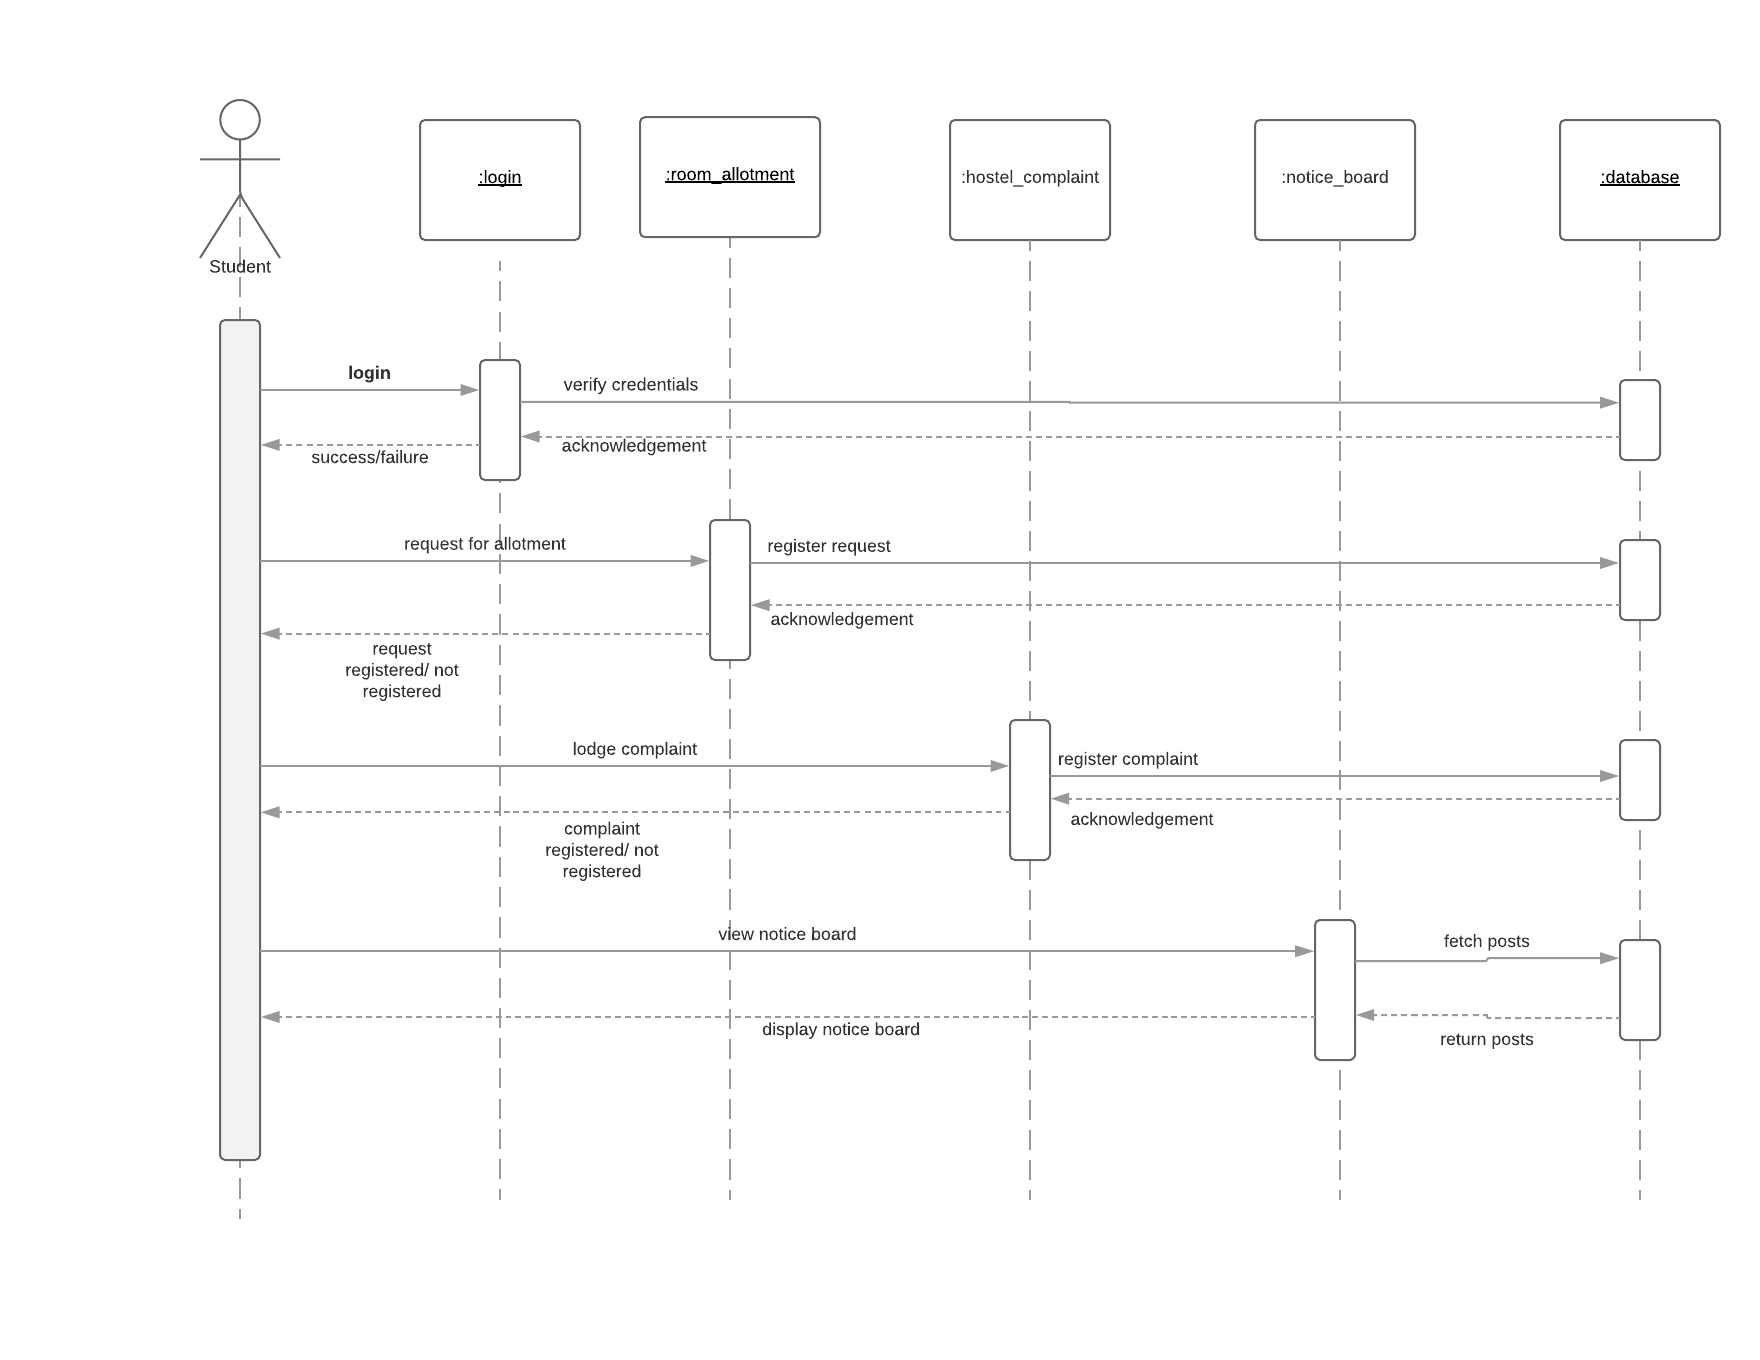 Student
:login
:room_allotment
:hostel_complaint
:notice_board
:database
login
verify credentials
acknowledgement
success/failure
request for allotment
register request
acknowledgement
request
registered/ not
registered
lodge complaint
register complaint
acknowledgement
complaint
registered/ not
registered
view notice board
fetch posts
display notice board
return posts